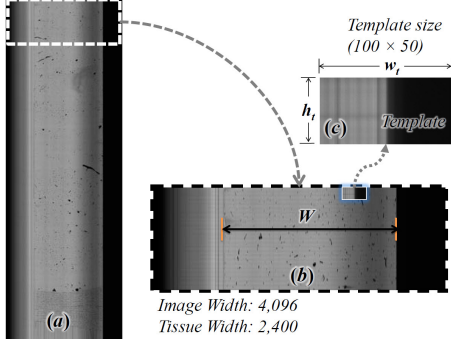 Template size
(100 × 50)
w_t
h_t
(c)
Template
(a)
W
(b)
Image Width: 4,096
Tissue Width: 2,400